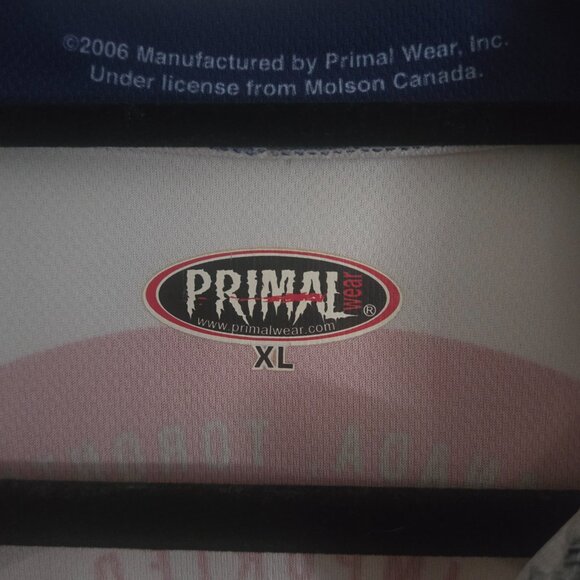 ©2006 Manufactured by Primal Wear, Inc.
Under license from Molson Canada.
PRIMAL wear ®
www.primalwear.com
XL